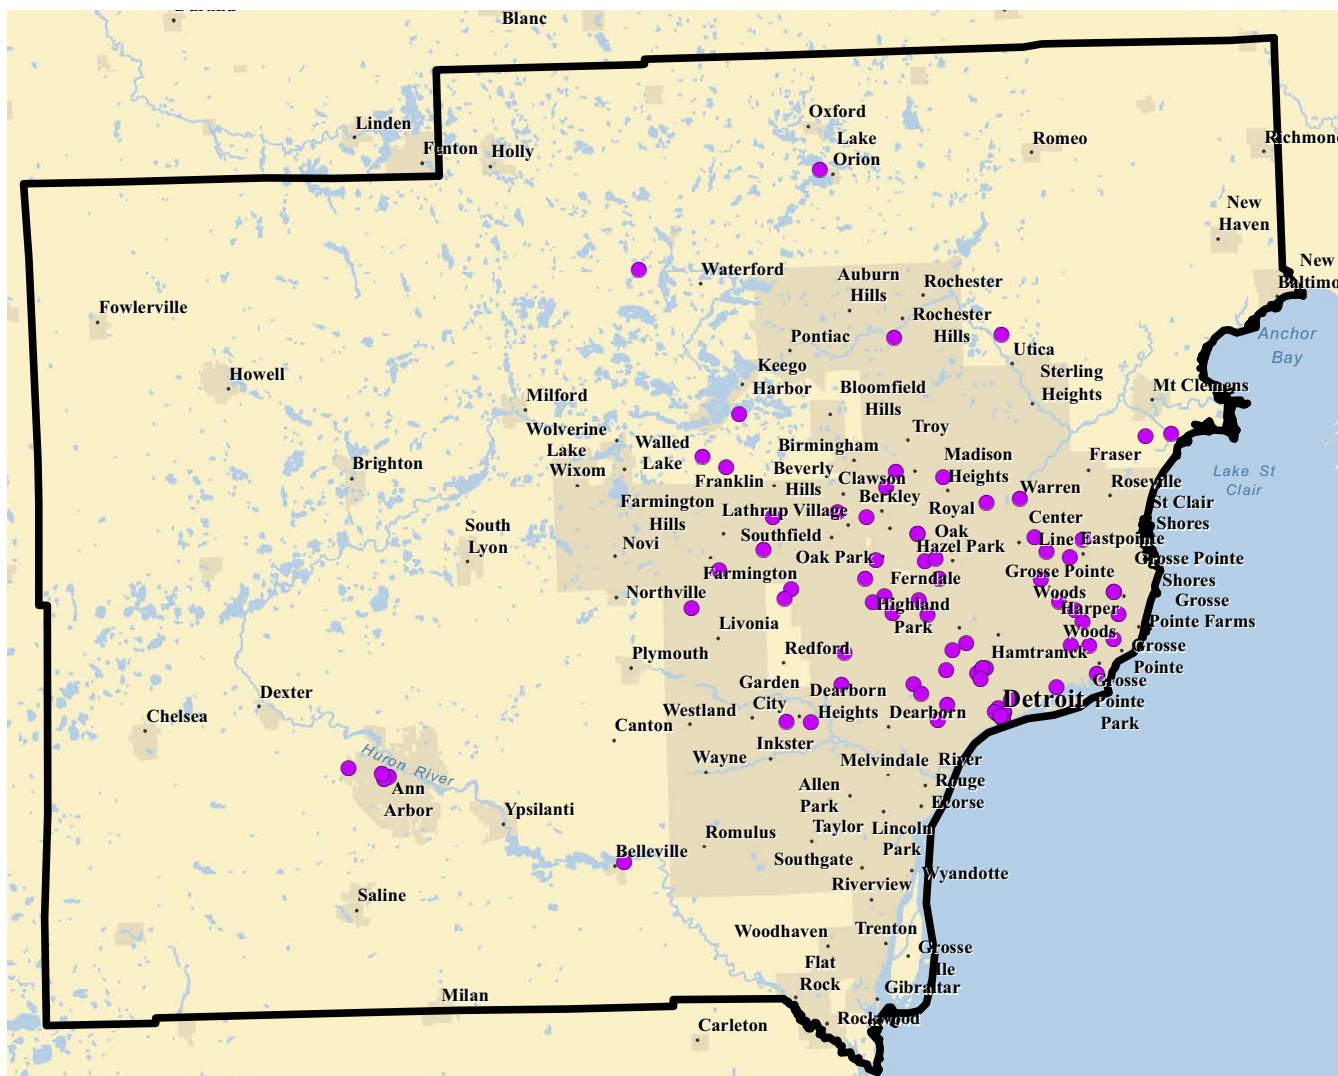 Blanc
Oxford
Linden
Lake
Orion
Romeo
Richmond
Fenton
Holly
New
Haven
Waterford
Auburn
Hills
Rochester
New
Baltimo
Fowlerville
Rochester
Hills
Pontiac
Anchor
Bay
Utica
Keego
Harbor
Sterling
Heights
Howell
Bloomfield
Hills
Mt Clemens
Milford
Wolverine
Lake
Walled
Lake
Troy
Birmingham
Wixom
Brighton
Franklin
Beverly
Hills
Clawson
Madison
Heights
Fraser
Lake St
Clair
Warren
Roseville
Farmington
Hills
Lathrup Village
Berkley
Royal
Oak
St Clair
Shores
South
Lyon
Novi
Southfield
Center
Line
Eastpointe
Oak Park
Hazel Park
Grosse Pointe
Shores
Farmington
Ferndale
Grosse Pointe
Woods
Northville
Highland
Park
Harper
Woods
Grosse
Pointe Farms
Livonia
Plymouth
Redford
Hamtramck
Grosse
Pointe
Dexter
Garden
City
Dearborn
Heights
Detroit
Grosse
Pointe
Park
Chelsea
Westland
Dearborn
Canton
Inkster
Huron River
Wayne
Melvindale
River
Rouge
Ann
Arbor
Allen
Park
Ecorse
Ypsilanti
Romulus
Taylor
Lincoln
Park
Belleville
Southgate
Wyandotte
Riverview
Saline
Woodhaven
Trenton
Grosse
Ile
Flat
Rock
Gibraltar
Milan
Carleton
Rockwood